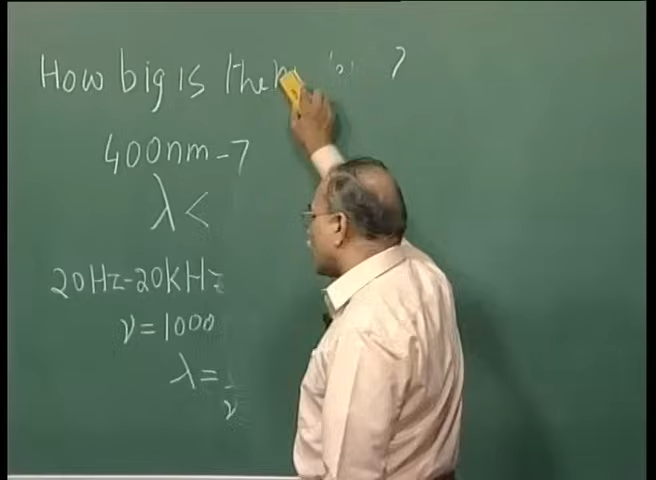 How big is the ?
400nm-7
λ<
20Hz-20kHz
ν=1000
λ=
ν